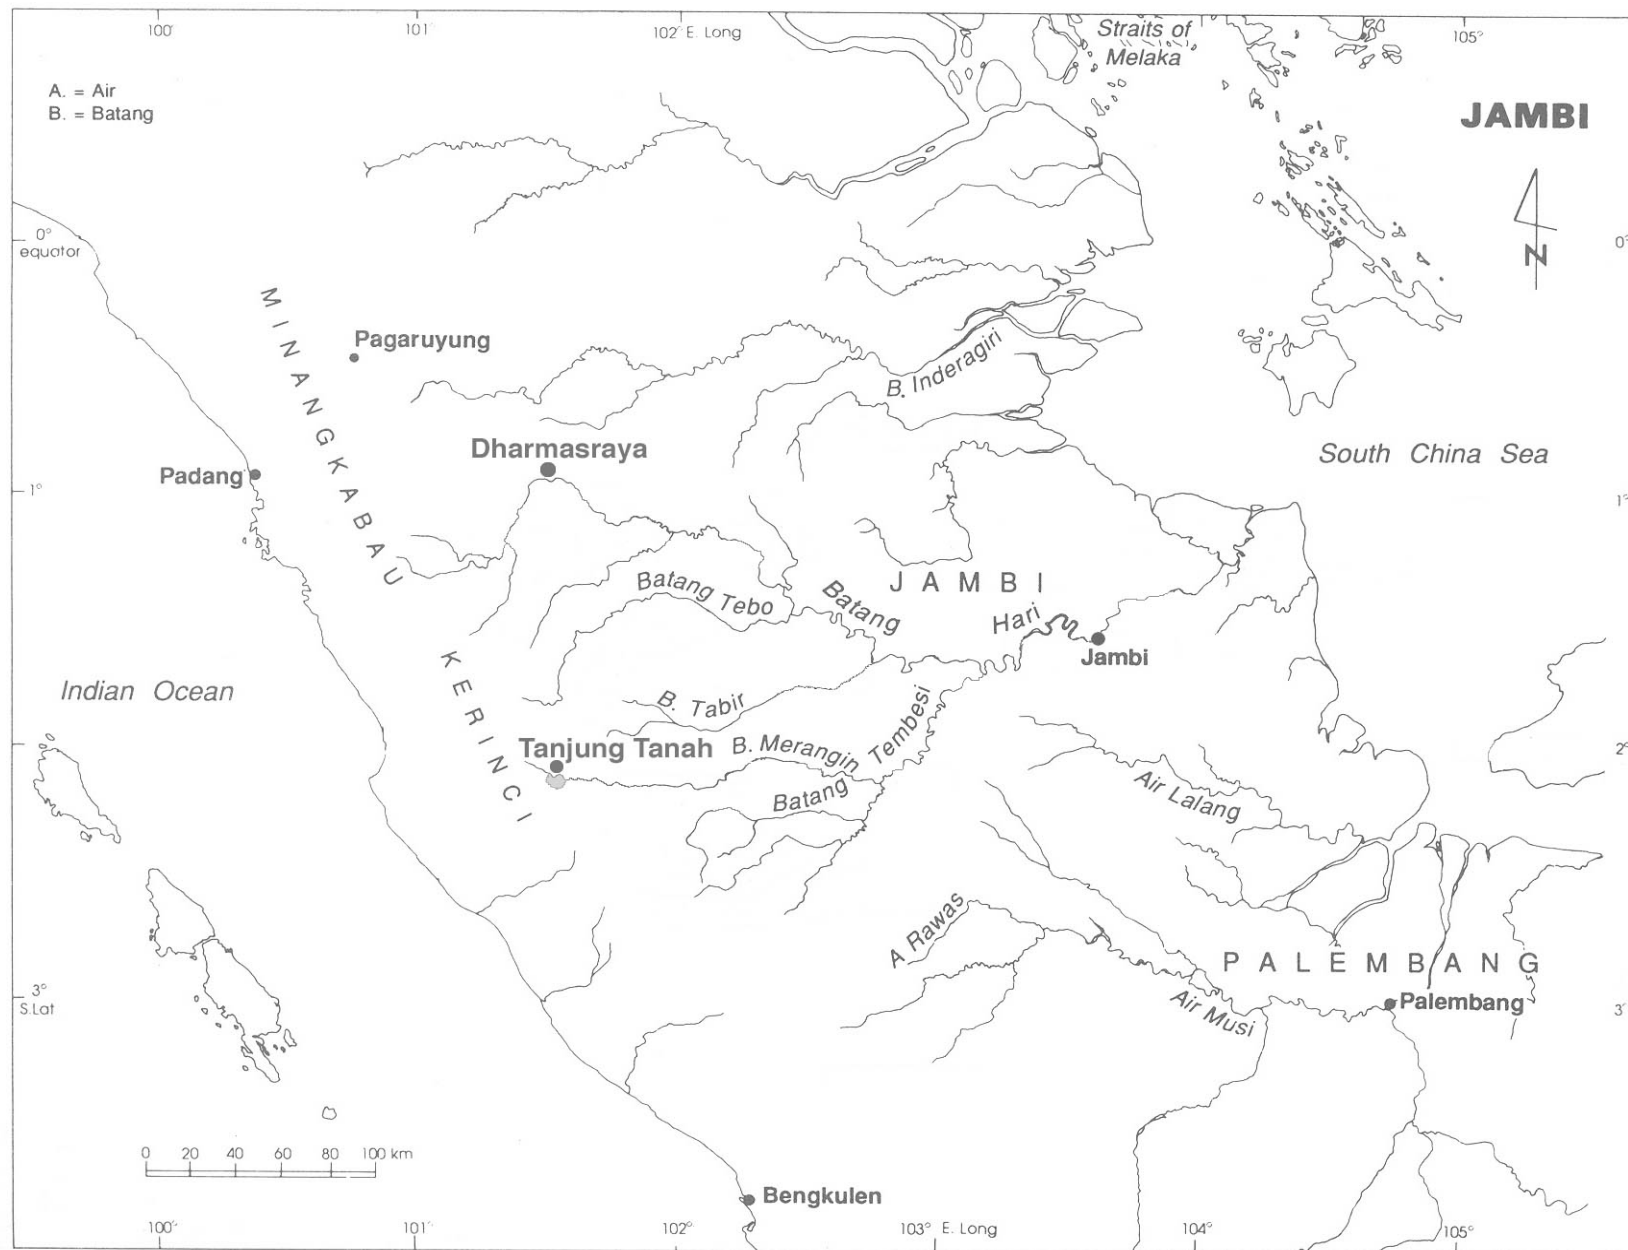 100°
101°
102° E. Long
Straits of
Melaka
105°
A. = Air
B. = Batang
JAMBI
N
0°
equator
0°
MINANGKABAU
Pagaruyung
B. Inderagiri
Dharmasraya
South China Sea
Padang
1°
1°
JAMBI
Batang Tebo
Batang
Hari
Jambi
KERINCI
Indian Ocean
B. Tabir
Tembesi
Tanjung Tanah
B. Merangin
2°
Batang
Air Lalang
A Rawas
PALEMBANG
3°
S.Lat
Air Musi
Palembang
3°
0 20 40 60 80 100 km
Bengkulen
100°
101°
102°
103° E. Long
104°
105°